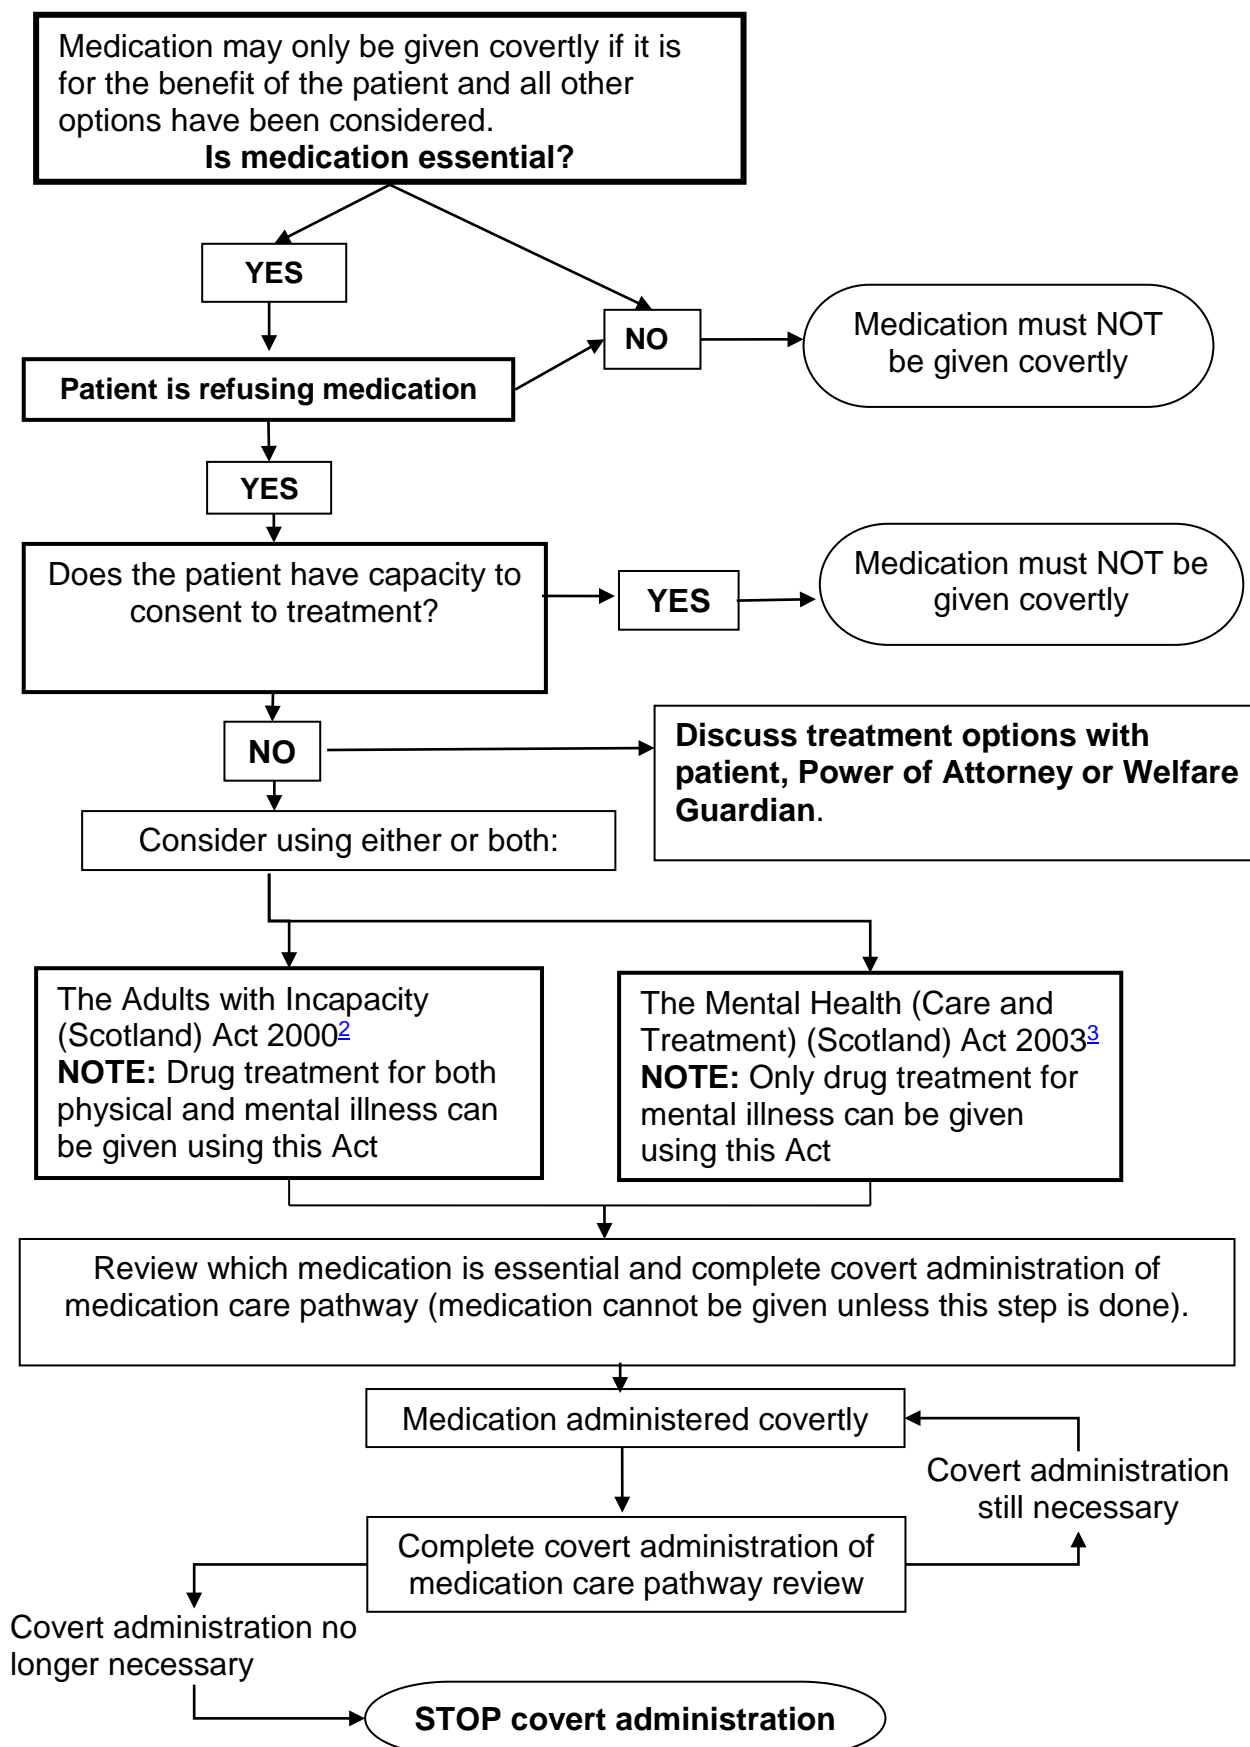 Medication may only be given covertly if it is
for the benefit of the patient and all other
options have been considered.
Is medication essential?
YES
NO
Medication must NOT
be given covertly
Patient is refusing medication
YES
Does the patient have capacity to
consent to treatment?
YES
Medication must NOT be
given covertly
NO
Discuss treatment options with
patient, Power of Attorney or Welfare
Guardian.
Consider using either or both:
The Adults with Incapacity
(Scotland) Act 2000²
NOTE: Drug treatment for both
physical and mental illness can
be given using this Act
The Mental Health (Care and
Treatment) (Scotland) Act 2003³
NOTE: Only drug treatment for
mental illness can be given
using this Act
Review which medication is essential and complete covert administration of
medication care pathway (medication cannot be given unless this step is done).
Medication administered covertly
Covert administration
still necessary
Complete covert administration of
medication care pathway review
Covert administration no
longer necessary
STOP covert administration